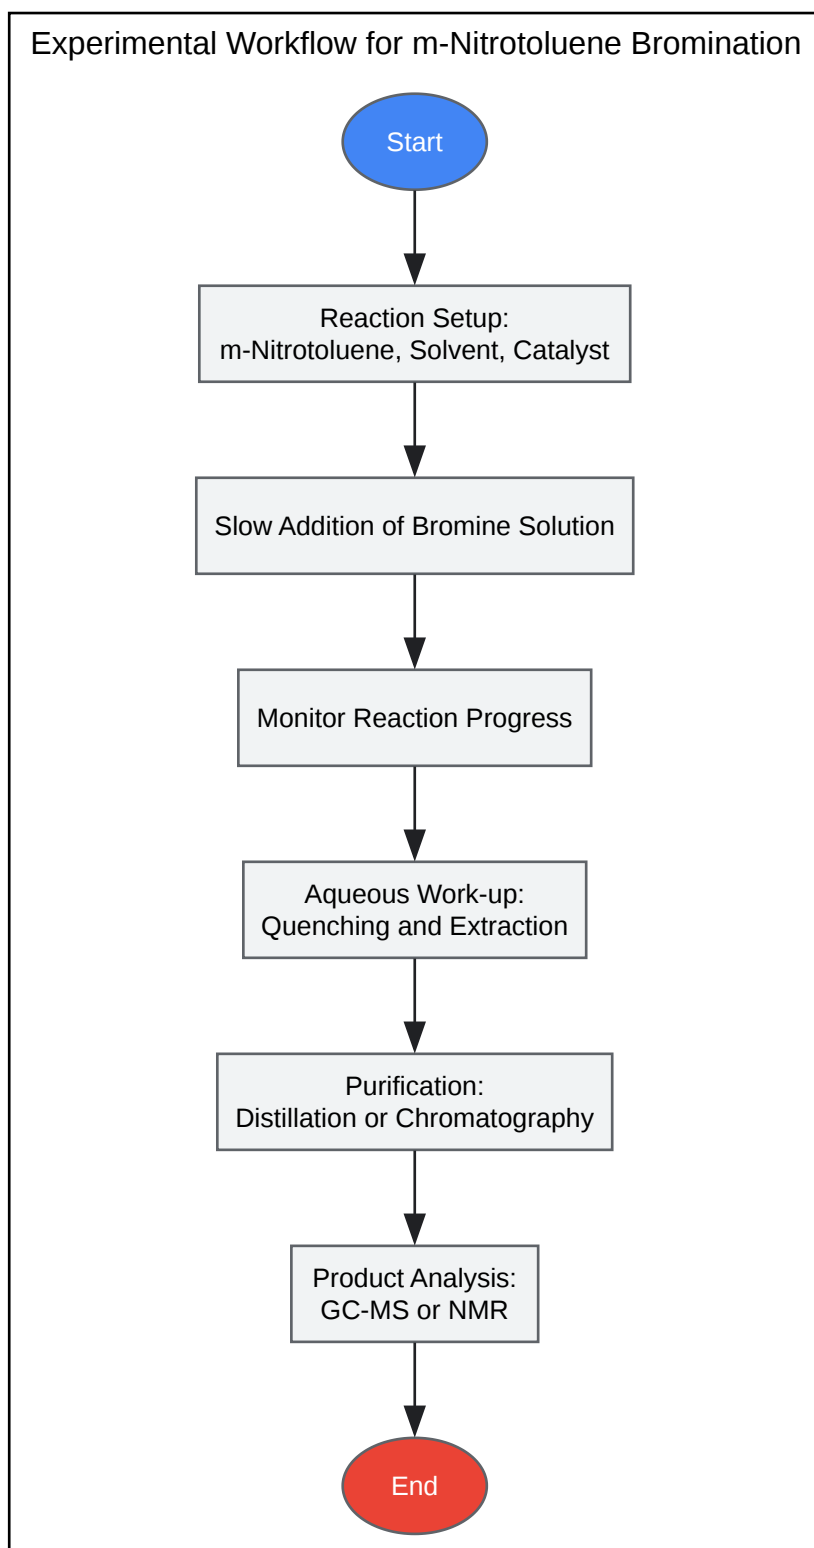 Experimental Workflow for m-Nitrotoluene Bromination
Start
Reaction Setup:
m-Nitrotoluene, Solvent, Catalyst
Slow Addition of Bromine Solution
Monitor Reaction Progress
Aqueous Work-up:
Quenching and Extraction
Purification:
Distillation or Chromatography
Product Analysis:
GC-MS or NMR
End